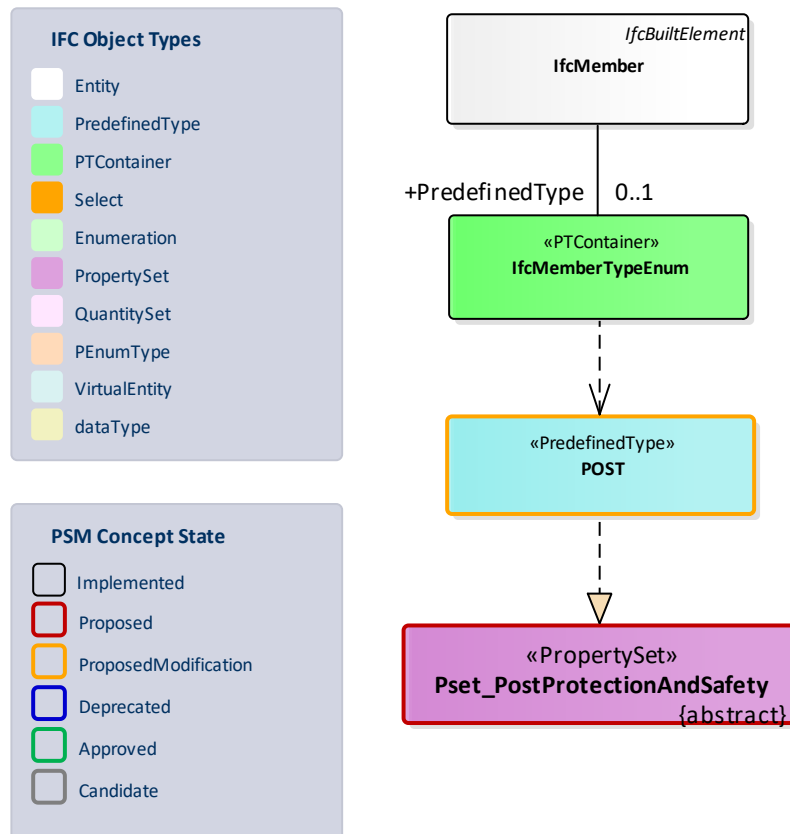 IFC Object Types
Entity
PredefinedType
PTContainer
Select
Enumeration
PropertySet
QuantitySet
PEnumType
VirtualEntity
dataType
PSM Concept State
Implemented
Proposed
ProposedModification
Deprecated
Approved
Candidate
IfcBuiltElement
IfcMember
+PredefinedType 0..1
«PTContainer»
IfcMemberTypeEnum
«PredefinedType»
POST
«PropertySet»
Pset_PostProtectionAndSafety
{abstract}